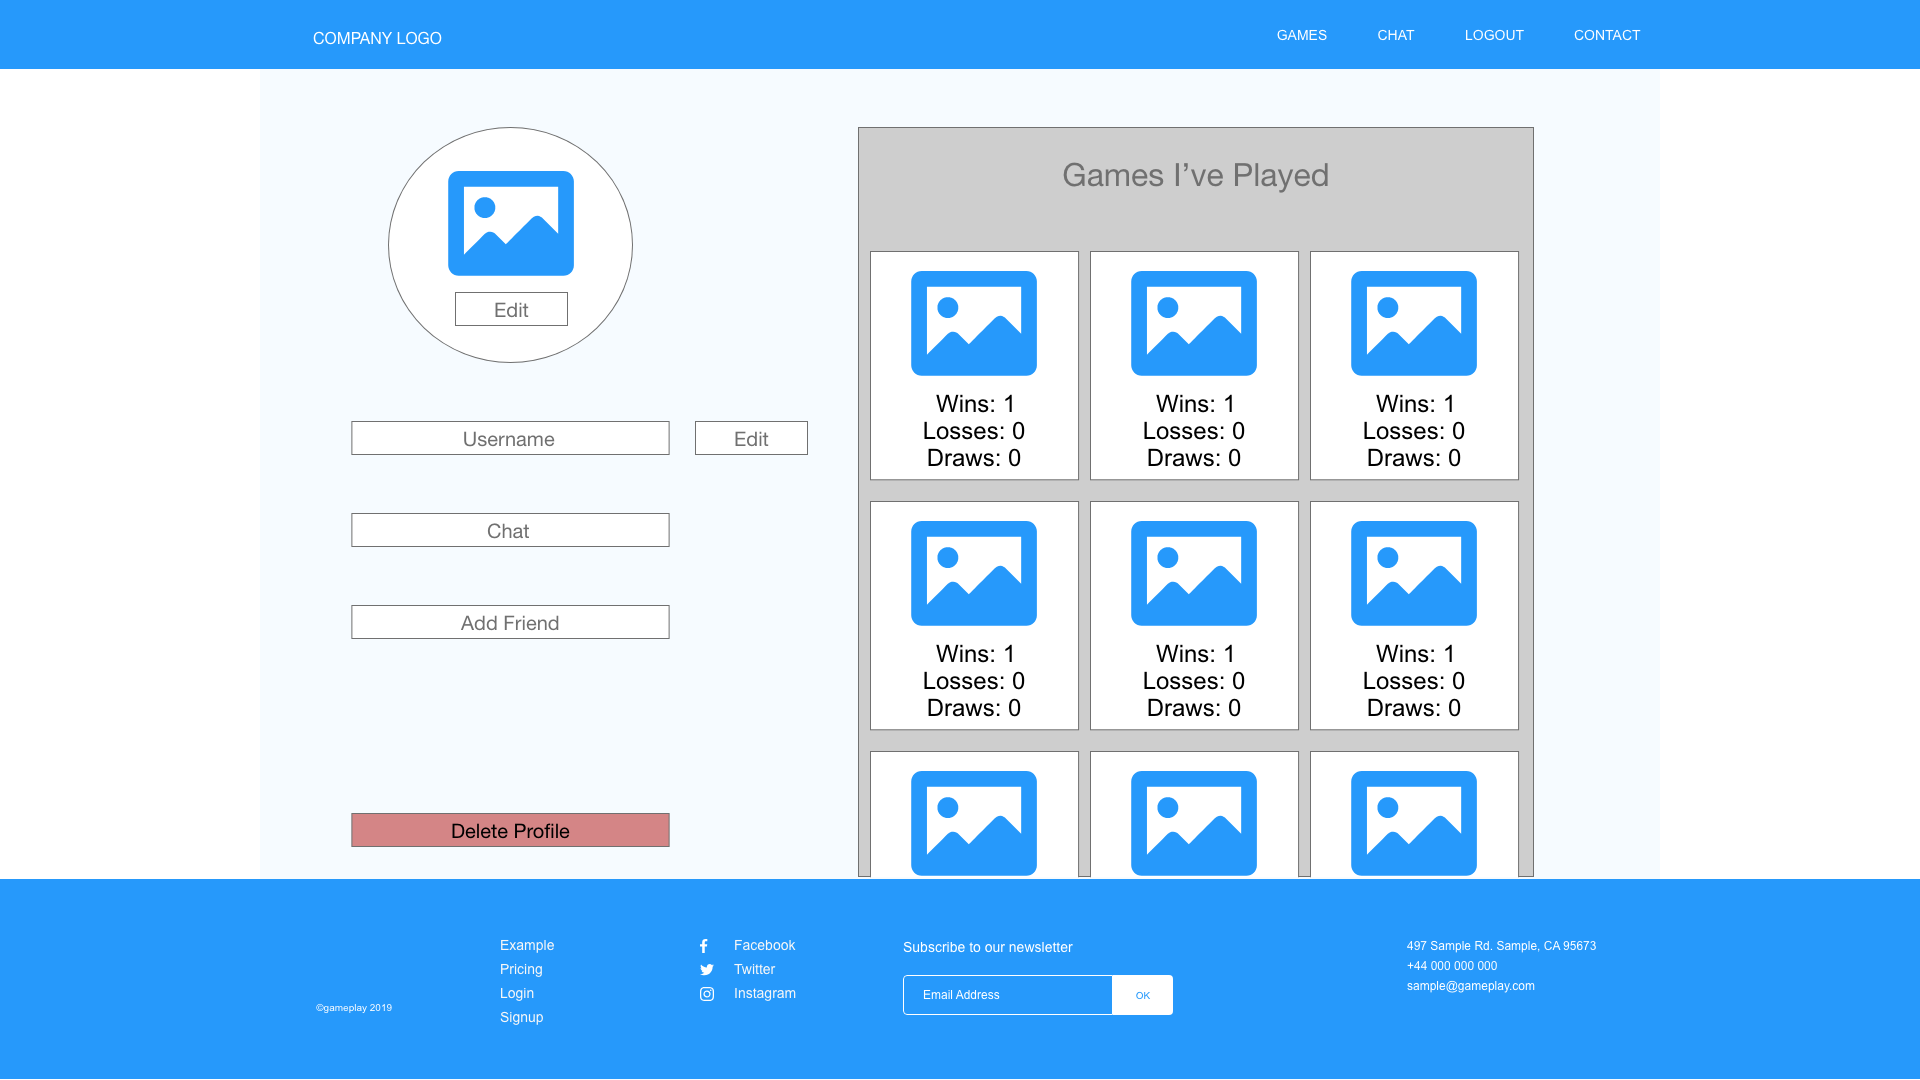 COMPANY LOGO
GAMES
CHAT
LOGOUT
CONTACT
Edit
Username
Edit
Chat
Add Friend
Delete Profile
Games I’ve Played
Wins: 1
Losses: 0
Draws: 0
Wins: 1
Losses: 0
Draws: 0
Wins: 1
Losses: 0
Draws: 0
Wins: 1
Losses: 0
Draws: 0
Wins: 1
Losses: 0
Draws: 0
Wins: 1
Losses: 0
Draws: 0
©gameplay 2019
Example
Pricing
Login
Signup
Facebook
Twitter
Instagram
Subscribe to our newsletter
Email Address
OK
497 Sample Rd. Sample, CA 95673
+44 000 000 000
sample@gameplay.com